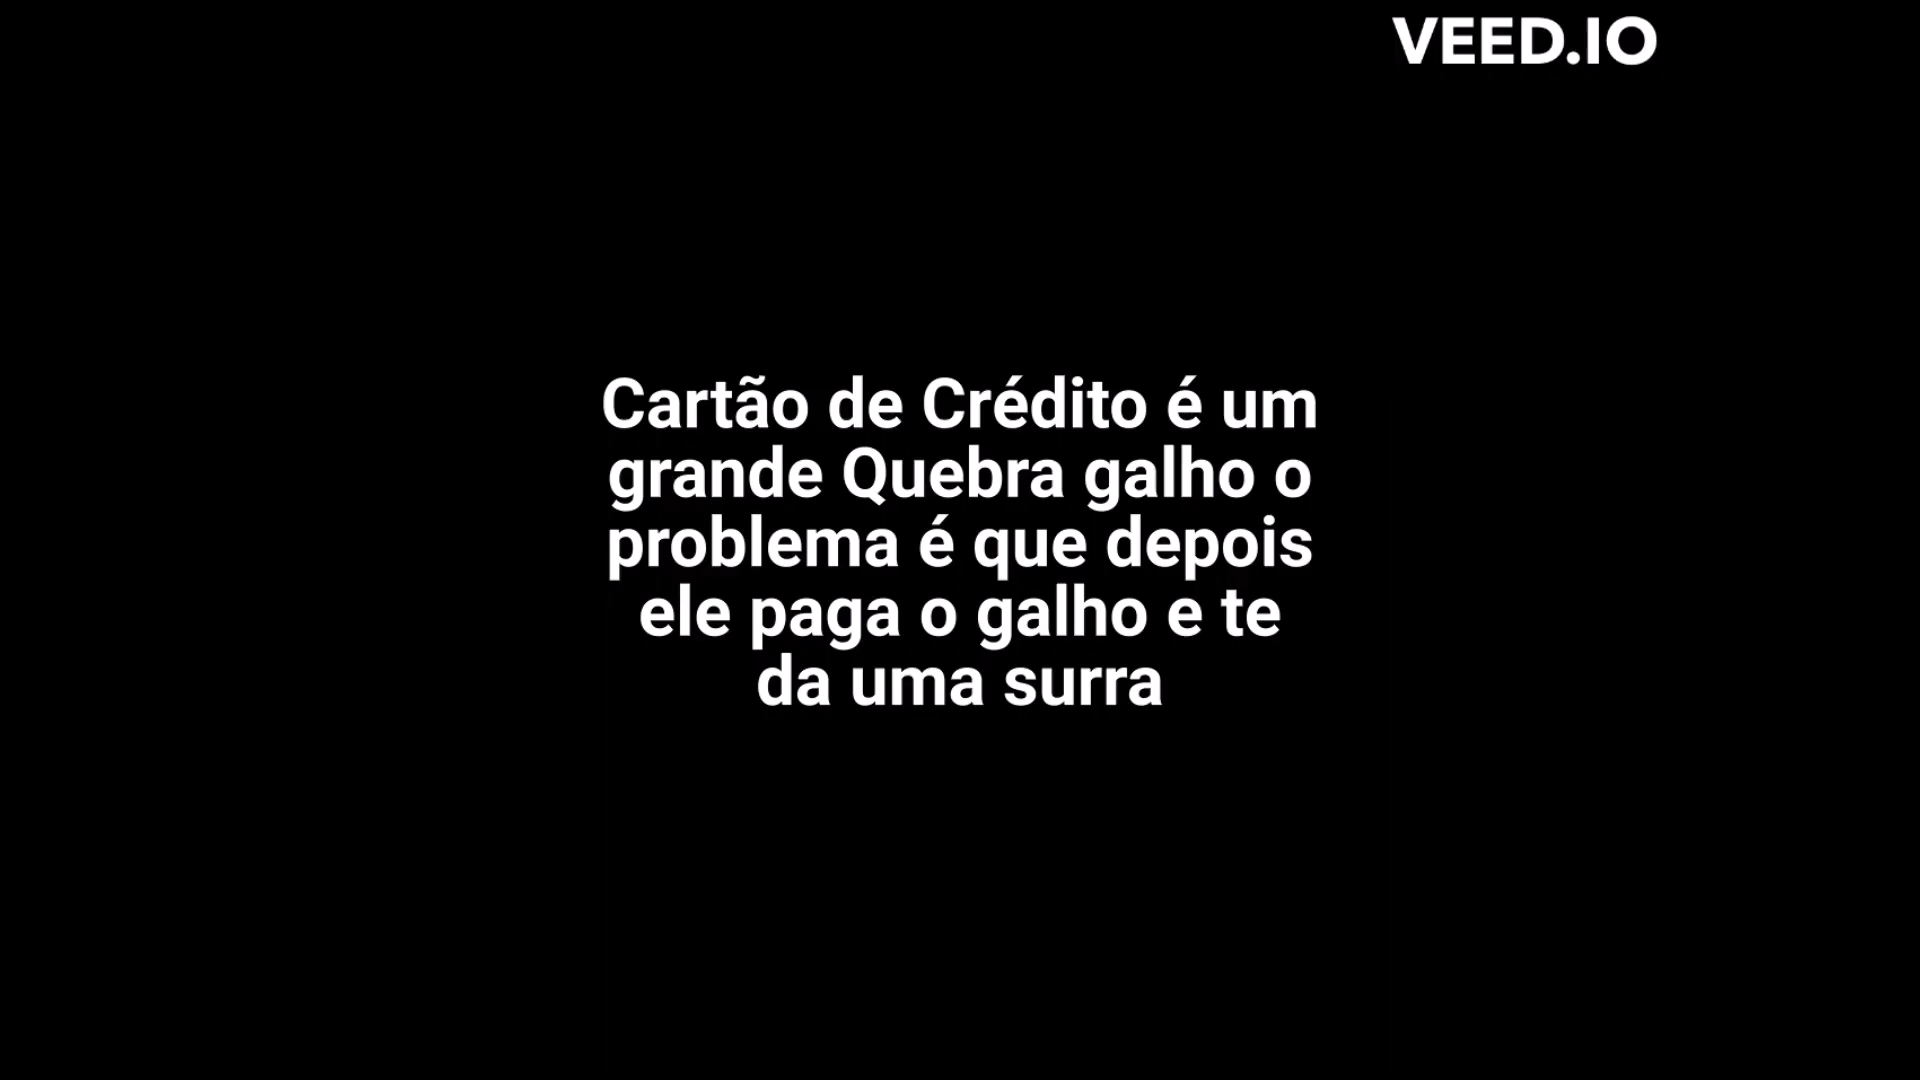 VEED.IO
Cartão de Crédito é um
grande Quebra galho o
problema é que depois
ele paga o galho e te
da uma surra